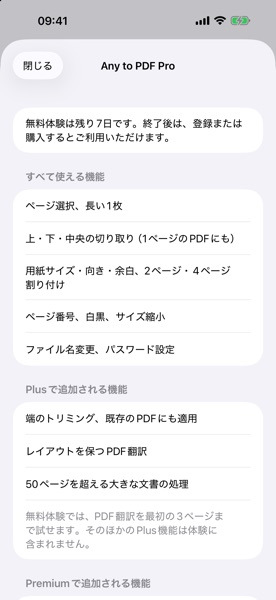 09:41
閉じる
Any to PDF Pro
無料体験は残り7日です。終了後は、登録または
購入するとご利用いただけます。
すべて使える機能
ページ選択、長い1枚
上・下・中央の切り取り（1ページのPDFにも）
用紙サイズ・向き・余白、2ページ・4ページ
割り付け
ページ番号、白黒、サイズ縮小
ファイル名変更、パスワード設定
Plusで追加される機能
端のトリミング、既存のPDFにも適用
レイアウトを保つPDF翻訳
50ページを超える大きな文書の処理
無料体験では、PDF翻訳を最初の3ページま
で試せます。そのほかのPlus機能は体験に
含まれません。
Premiumで追加される機能